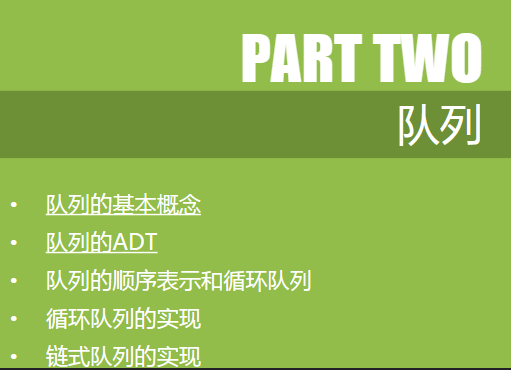 PART TWO
队列
• 队列的基本概念
• 队列的ADT
• 队列的顺序表示和循环队列
• 循环队列的实现
• 链式队列的实现